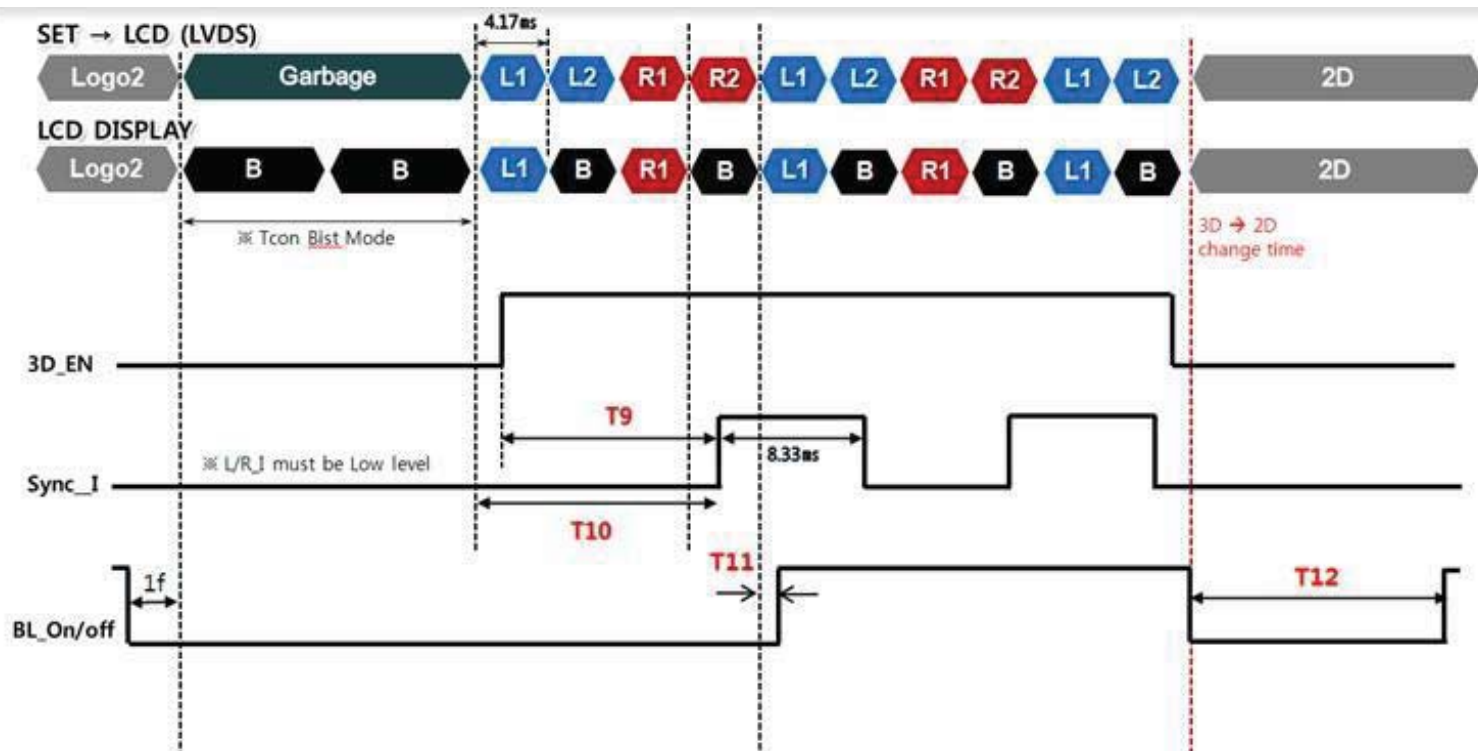 4.17ms
SET → LCD (LVDS)
Logo2 Garbage L1 L2 R1 R2 L1 L2 R1 R2 L1 L2 2D
LCD DISPLAY
Logo2 B B L1 B R1 B L1 B R1 B L1 B 2D
※ Tcon Bist Mode
3D → 2D
change time
3D_EN
T9
8.33ms
※ L/R_I must be Low level
Sync_I
T10
T11
1f
T12
BL_On/off